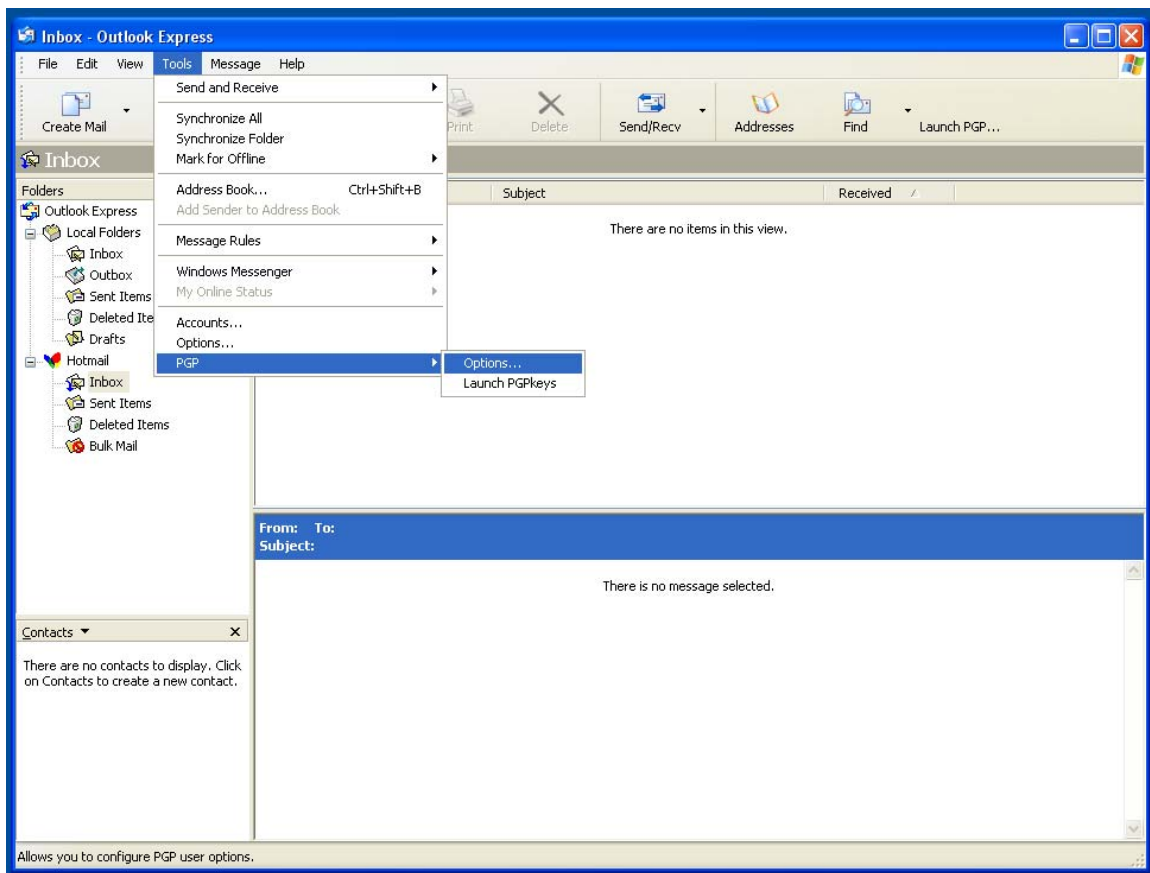 Inbox - Outlook Express
File Edit View Tools Message Help
Create Mail Print Delete Send/Recv Addresses Find Launch PGP...
Inbox
Send and Receive
Synchronize All
Synchronize Folder
Mark for Offline
Address Book... Ctrl+Shift+B
Add Sender to Address Book
Message Rules
Windows Messenger
My Online Status
Accounts...
Options...
PGP
Options...
Launch PGPkeys
Folders
Outlook Express
Local Folders
Inbox
Outbox
Sent Items
Deleted Ite
Drafts
Hotmail
Inbox
Sent Items
Deleted Items
Bulk Mail
Subject Received
There are no items in this view.
From: To:
Subject:
There is no message selected.
Contacts
There are no contacts to display. Click
on Contacts to create a new contact.
Allows you to configure PGP user options.